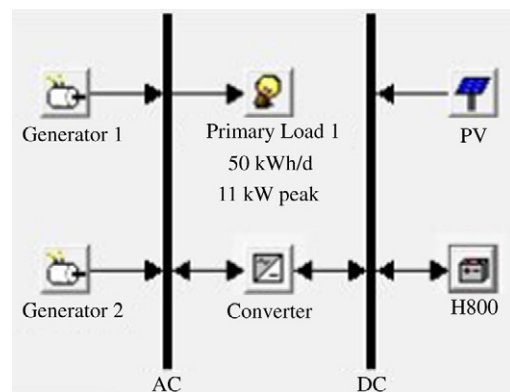 Generator 1
Primary Load 1
50 kWh/d
11 kW peak
PV
Generator 2
Converter
H800
AC
DC